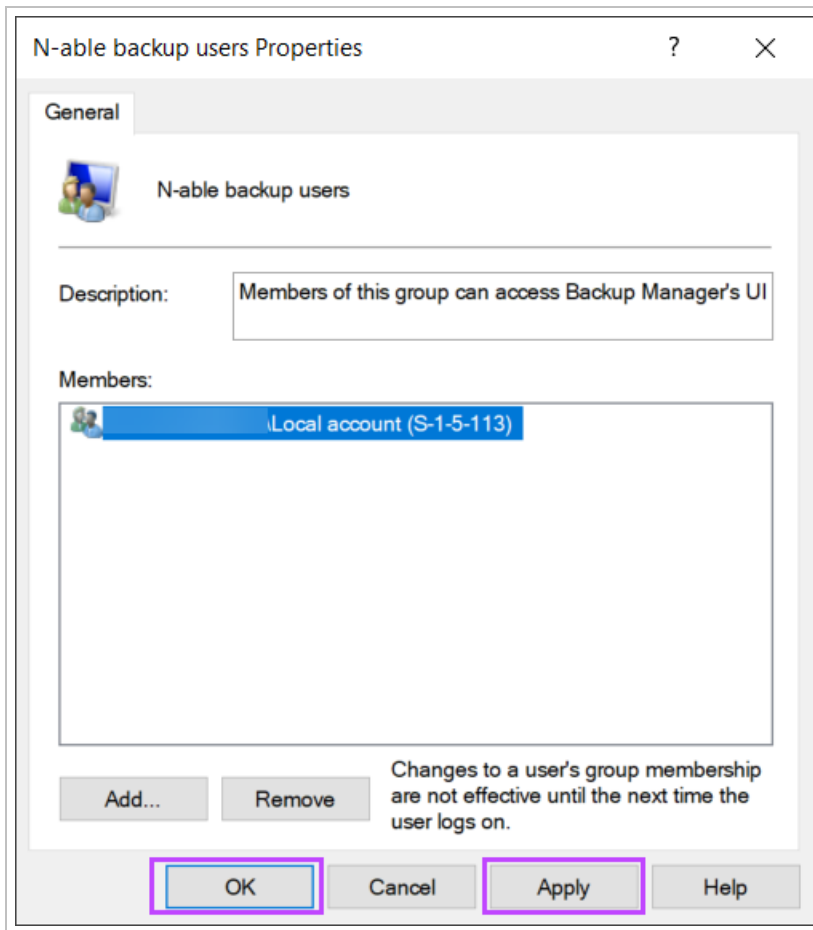 N-able backup users Properties
?
General
N-able backup users
Description:
Members of this group can access Backup Manager's UI
Members:
\Local account (S-1-5-113)
Add...
Remove
Changes to a user's group membership
are not effective until the next time the
user logs on.
OK
Cancel
Apply
Help